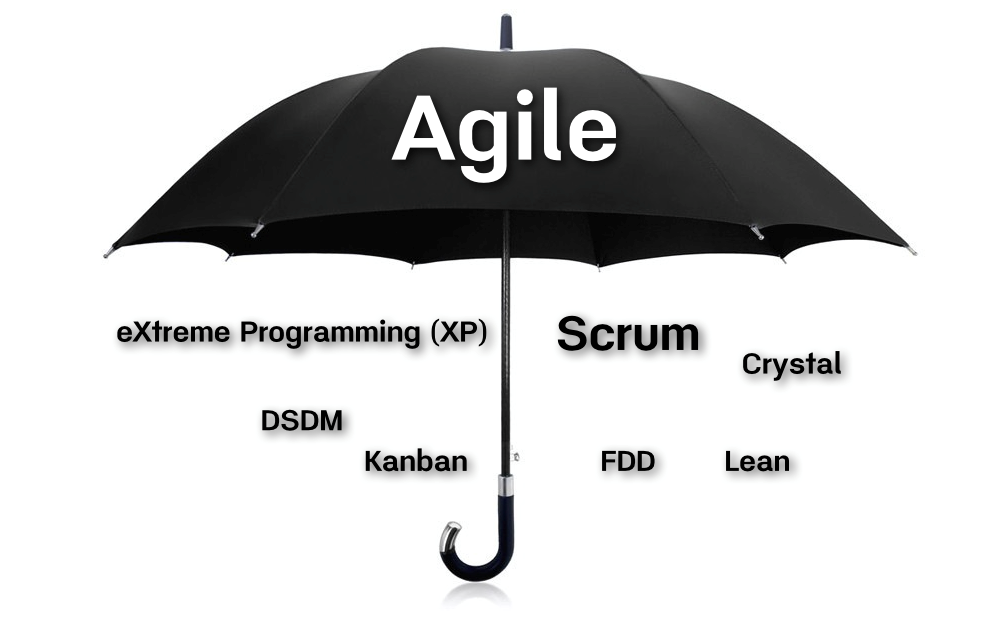 Agile
eXtreme Programming (XP)
Scrum
Crystal
DSDM
Kanban
FDD
Lean